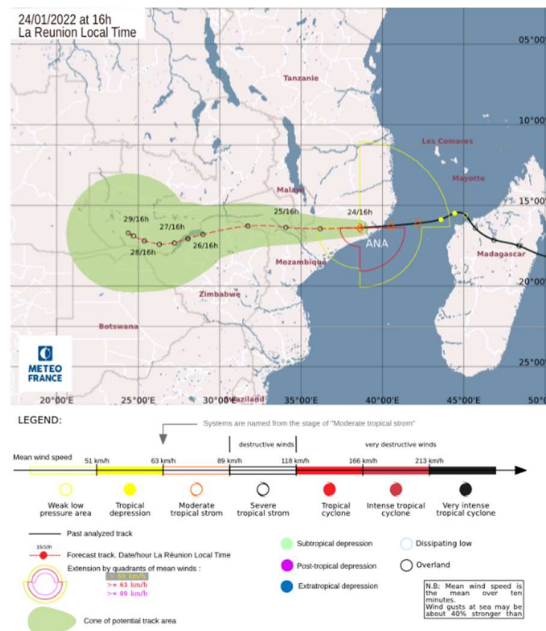 24/01/2022 at 16h
La Reunion Local Time
05°00'S
Tanzanie
10°00'S
Les Comores
Mayotte
15°00'S
Malawi
29/16h
27/16h
25/16h
24/16h
28/16h
26/16h
ANA
Mozambique
Madagascar
Zimbabwe
20°00'S
Botswana
METEO
FRANCE
25°00'S
20°00'E
25°00'E
30°00'E
Swaziland
35°00'E
40°00'E
45°00'E
50°00'E
LEGEND:
Systems are named from the stage of "Moderate tropical strom"
destructive winds
very destructive winds
Mean wind speed
51 km/h
63 km/h
89 km/h
118 km/h
166 km/h
213 km/h
Weak low
pressure area
Tropical
depression
Moderate
tropical strom
Severe
tropical strom
Tropical
cyclone
Intense tropical
cyclone
Very intense
tropical cyclone
Past analyzed track
Forecast track. Date/hour La Réunion Local Time
Extension by quadrants of mean winds :
>= 63 km/h
>= 89 km/h
Cone of potential track area
Subtropical depression
Post-tropical depression
Extratropical depression
Dissipating low
Overland
N.B: Mean wind speed is
the mean over ten
minutes.
Wind gusts at sea may be
about 40% stronger than